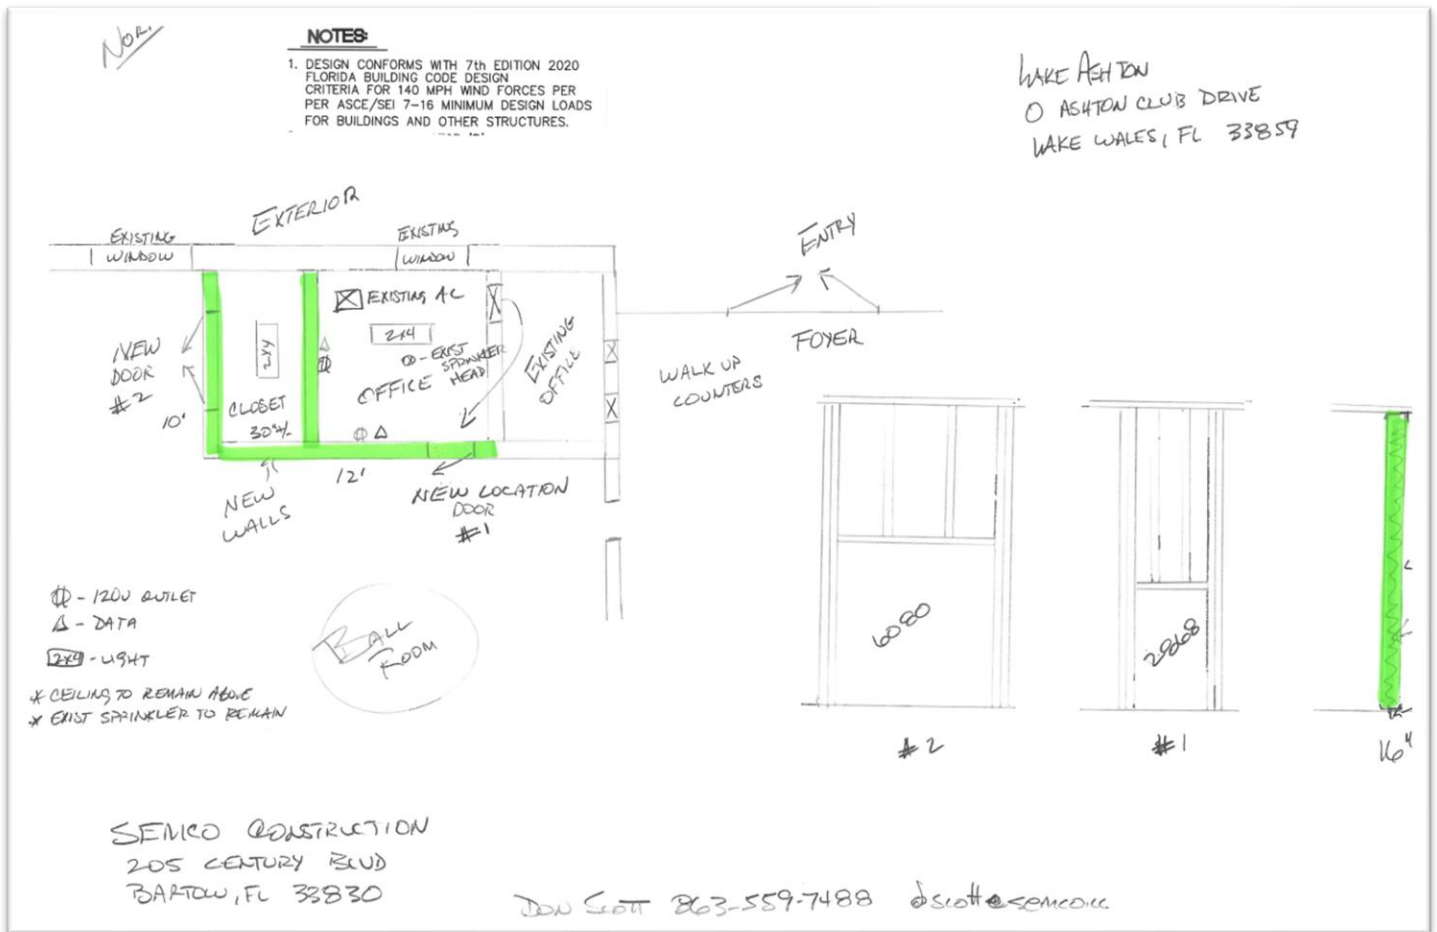 NOR.
NOTES:
1. DESIGN CONFORMS WITH 7th EDITION 2020
FLORIDA BUILDING CODE DESIGN
CRITERIA FOR 140 MPH WIND FORCES PER
PER ASCE/SEI 7-16 MINIMUM DESIGN LOADS
FOR BUILDINGS AND OTHER STRUCTURES.
LAKE ASHTON
0 ASHTON CLUB DRIVE
LAKE WALES, FL 33859
EXTERIOR
EXISTING
WINDOW
EXISTING
WINDOW
ENTRY
FOYER
EXISTING AC
2x4
2x4
EXIST
SPRINKLER
HEAD
OFFICE
EXISTING
OFFICE
WALK UP
COUNTERS
NEW
DOOR
#2
10'
CLOSET
30" +/-
12'
NEW
WALLS
NEW LOCATION
DOOR
#1
- 120V OUTLET
- DATA
2x4 - LIGHT
* CEILING TO REMAIN ABOVE
* EXIST SPRINKLER TO REMAIN
BALL
ROOM
6080
#2
2868
#1
16"
SEMCO CONSTRUCTION
205 CENTURY BLVD
BARTOW, FL 33830
DON SCOTT 863-559-7488 dscott@semco.cc